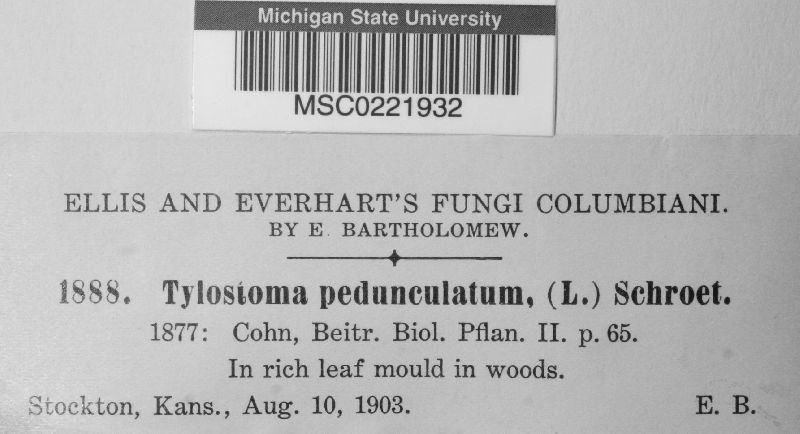 Michigan State University
MSC0221932
ELLIS AND EVERHART'S FUNGI COLUMBIANI.
BY E. BARTHOLOMEW.
1888. Tylostoma pedunculatum, (L.) Schroet.
1877: Cohn, Beitr. Biol. Pflan. II. p. 65.
In rich leaf mould in woods.
Stockton, Kans., Aug. 10, 1903. E. B.